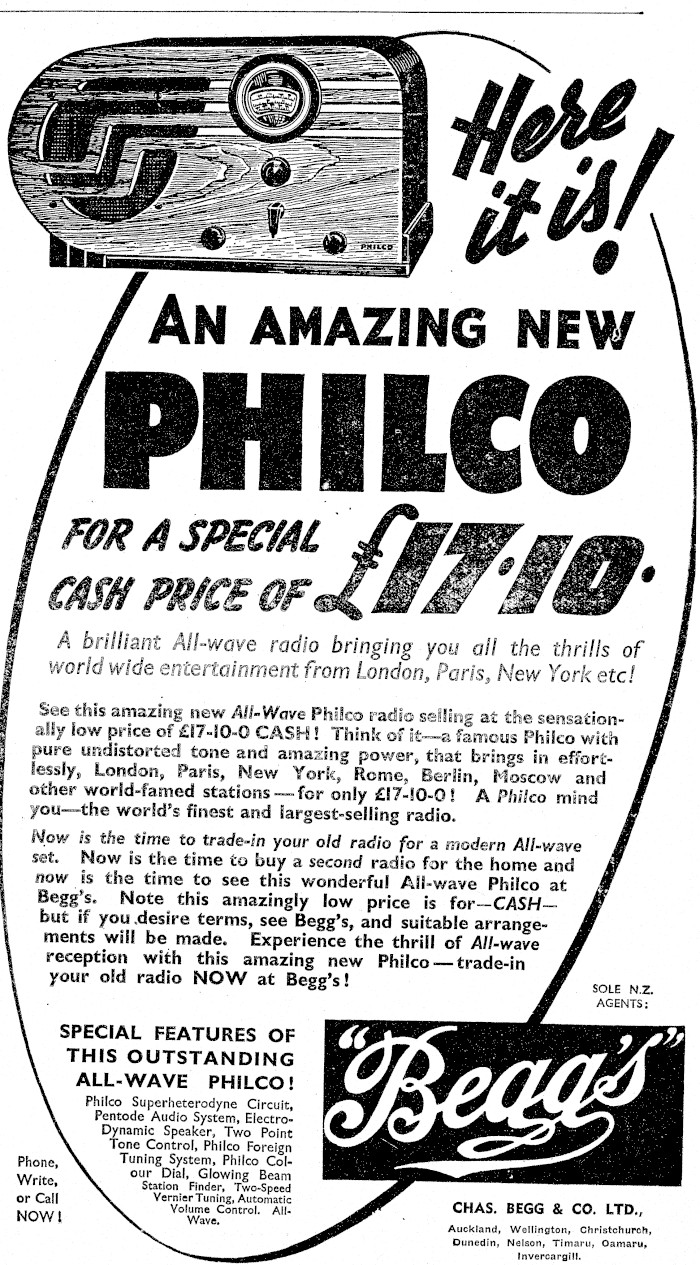 PHILCO
Here
it is!
AN AMAZING NEW
PHILCO
FOR A SPECIAL
CASH PRICE OF £17·10·
A brilliant All-wave radio bringing you all the thrills of
world wide entertainment from London, Paris, New York etc!
See this amazing new All-Wave Philco radio selling at the sensation-
ally low price of £17-10-0 CASH! Think of it—a famous Philco with
pure undistorted tone and amazing power, that brings in effort-
lessly, London, Paris, New York, Rome, Berlin, Moscow and
other world-famed stations—for only £17-10-0! A Philco mind
you—the world's finest and largest-selling radio.
Now is the time to trade-in your old radio for a modern All-wave
set. Now is the time to buy a second radio for the home and
now is the time to see this wonderful All-wave Philco at
Begg's. Note this amazingly low price is for—CASH—
but if you desire terms, see Begg's, and suitable arrange-
ments will be made. Experience the thrill of All-wave
reception with this amazing new Philco—trade-in
your old radio NOW at Begg's!
SPECIAL FEATURES OF
THIS OUTSTANDING
ALL-WAVE PHILCO!
Philco Superheterodyne Circuit,
Pentode Audio System, Electro-
Dynamic Speaker, Two Point
Tone Control, Philco Foreign
Tuning System, Philco Col-
our Dial, Glowing Beam
Station Finder, Two-Speed
Vernier Tuning, Automatic
Volume Control. All-
Wave.
Phone,
Write,
or Call
NOW!
SOLE N.Z.
AGENTS:
"Begg's"
CHAS. BEGG & CO. LTD.,
Auckland, Wellington, Christchurch,
Dunedin, Nelson, Timaru, Oamaru,
Invercargill.